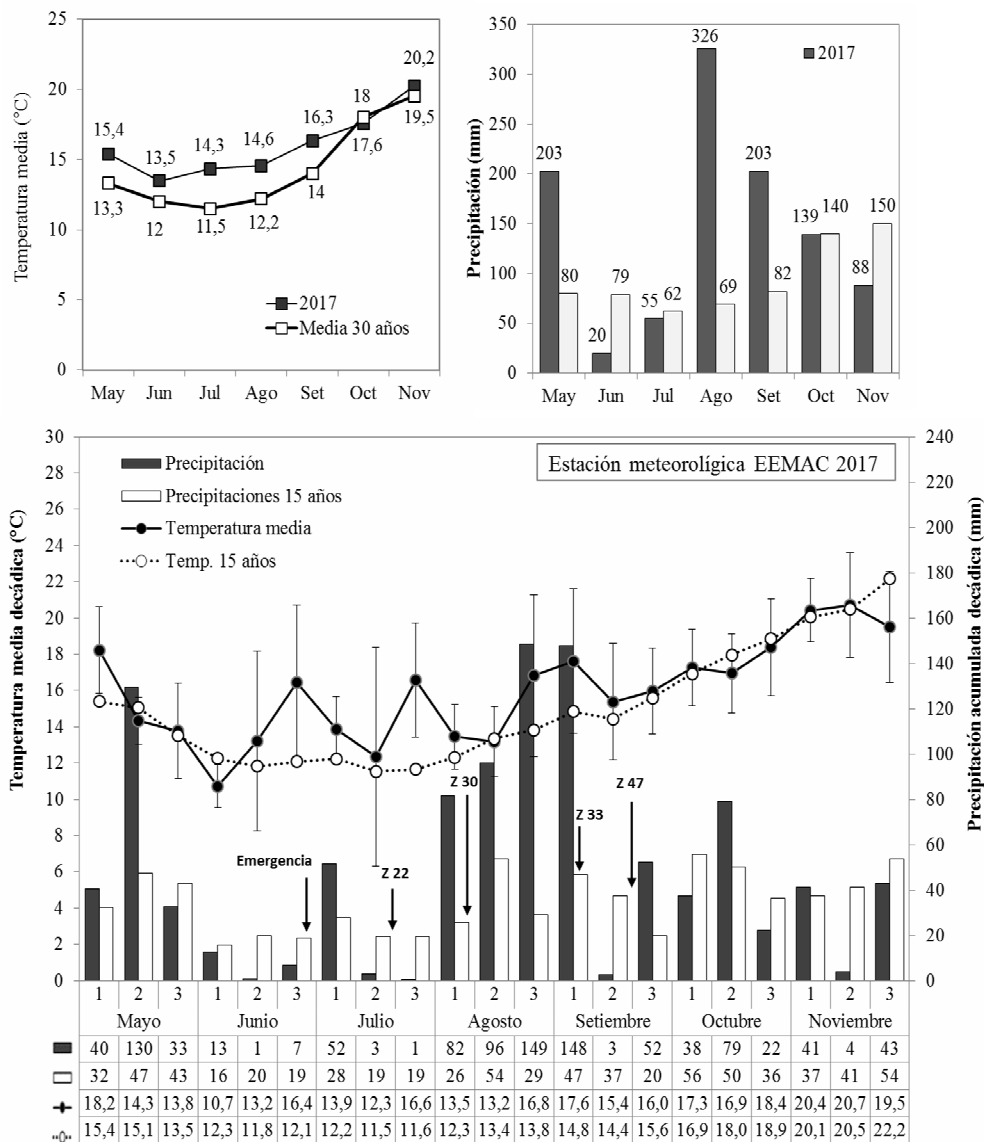 25
20
15
10
5
0
Temperatura media (°C)
15,4
13,5
14,3
14,6
16,3
18
20,2
13,3
12
11,5
12,2
14
17,6
19,5
2017
Media 30 años
May Jun Jul Ago Set Oct Nov
350
300
250
200
150
100
50
0
Precipitación (mm)
2017
203 80
20 79
55 62
326 69
203 82
139 140
88 150
May Jun Jul Ago Set Oct Nov
Temperatura media decádica (°C)
30
28
26
24
22
20
18
16
14
12
10
8
6
4
2
0
Precipitación
Precipitaciones 15 años
Temperatura media
Temp. 15 años
Estación meteorológica EEMAC 2017
Emergencia
Z 22
Z 30
Z 33
Z 47
240
220
200
180
160
140
120
100
80
60
40
20
0
Precipitación acumulada decádica (mm)
1 2 3 1 2 3 1 2 3 1 2 3 1 2 3 1 2 3 1 2 3
Mayo Junio Julio Agosto Setiembre Octubre Noviembre
40 130 33 13 1 7 52 3 1 82 96 149 148 3 52 38 79 22 41 4 43
32 47 43 16 20 19 28 19 19 26 54 29 47 37 20 56 50 36 37 41 54
18,2 14,3 13,8 10,7 13,2 16,4 13,9 12,3 16,6 13,5 13,2 16,8 17,6 15,4 16,0 17,3 16,9 18,4 20,4 20,7 19,5
15,4 15,1 13,5 12,3 11,8 12,1 12,2 11,5 11,6 12,3 13,4 13,8 14,8 14,4 15,6 16,9 18,0 18,9 20,1 20,5 22,2